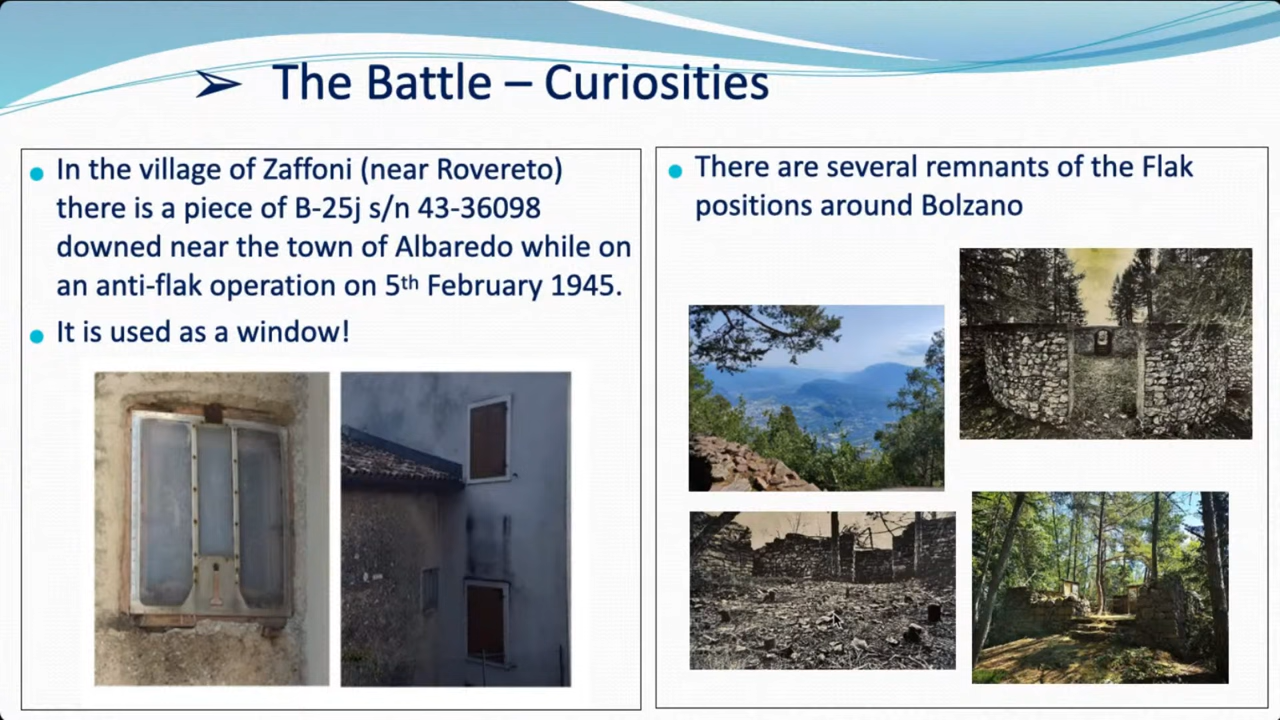 The Battle – Curiosities
In the village of Zaffoni (near Rovereto)
there is a piece of B-25j s/n 43-36098
downed near the town of Albaredo while on
an anti-flak operation on 5th February 1945.
It is used as a window!
There are several remnants of the Flak
positions around Bolzano